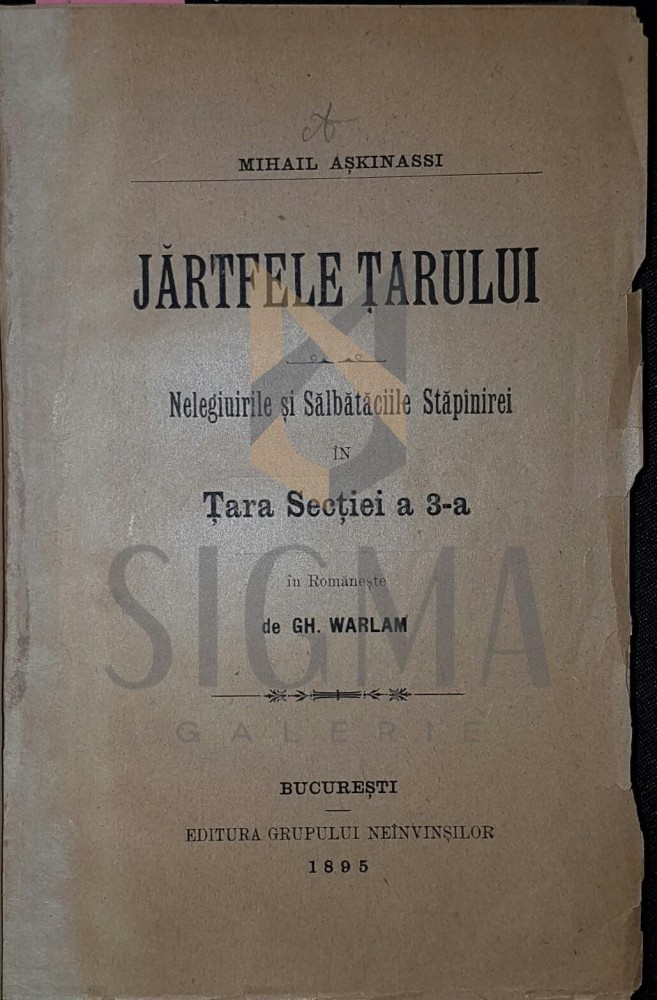 MIHAIL AȘKINASSI
JĂRTFELE ȚARULUI
Nelegiuirile și Sălbătăciile Stăpînirei
ÎN
Țara Secției a 3-a
în Românește
de GH. WARLAM
SIGMA
GALERIE
BUCUREȘTI
EDITURA GRUPULUI NEÎNVINȘILOR
1895